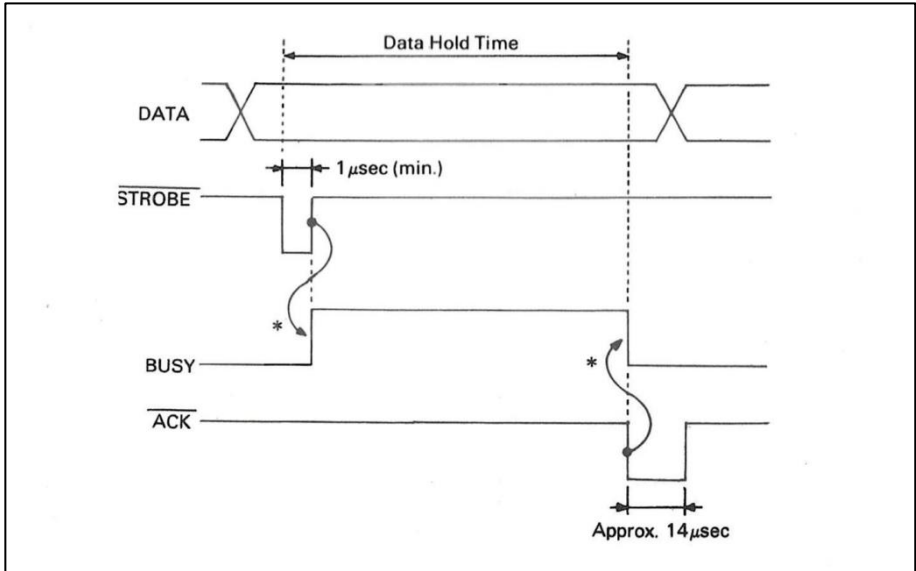 Data Hold Time
DATA
1 μsec (min.)
STROBE
*
BUSY
*
ACK
Approx. 14 μsec